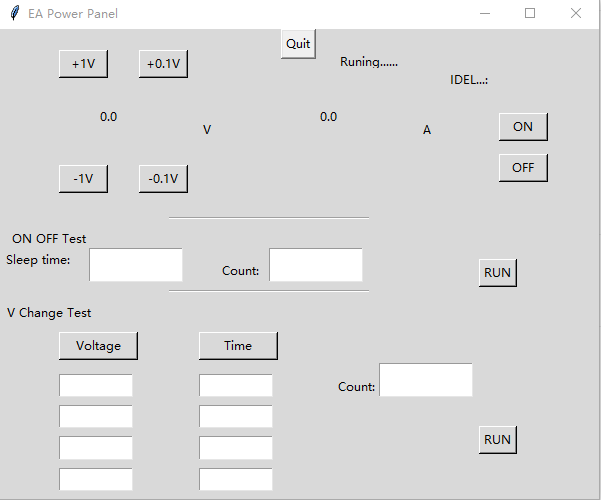 EA Power Panel
Quit
+1V +0.1V Runing......
IDEL...:
0.0 V 0.0 A ON
OFF
-1V -0.1V
ON OFF Test
Sleep time: Count: RUN
V Change Test
Voltage Time
Count:
RUN